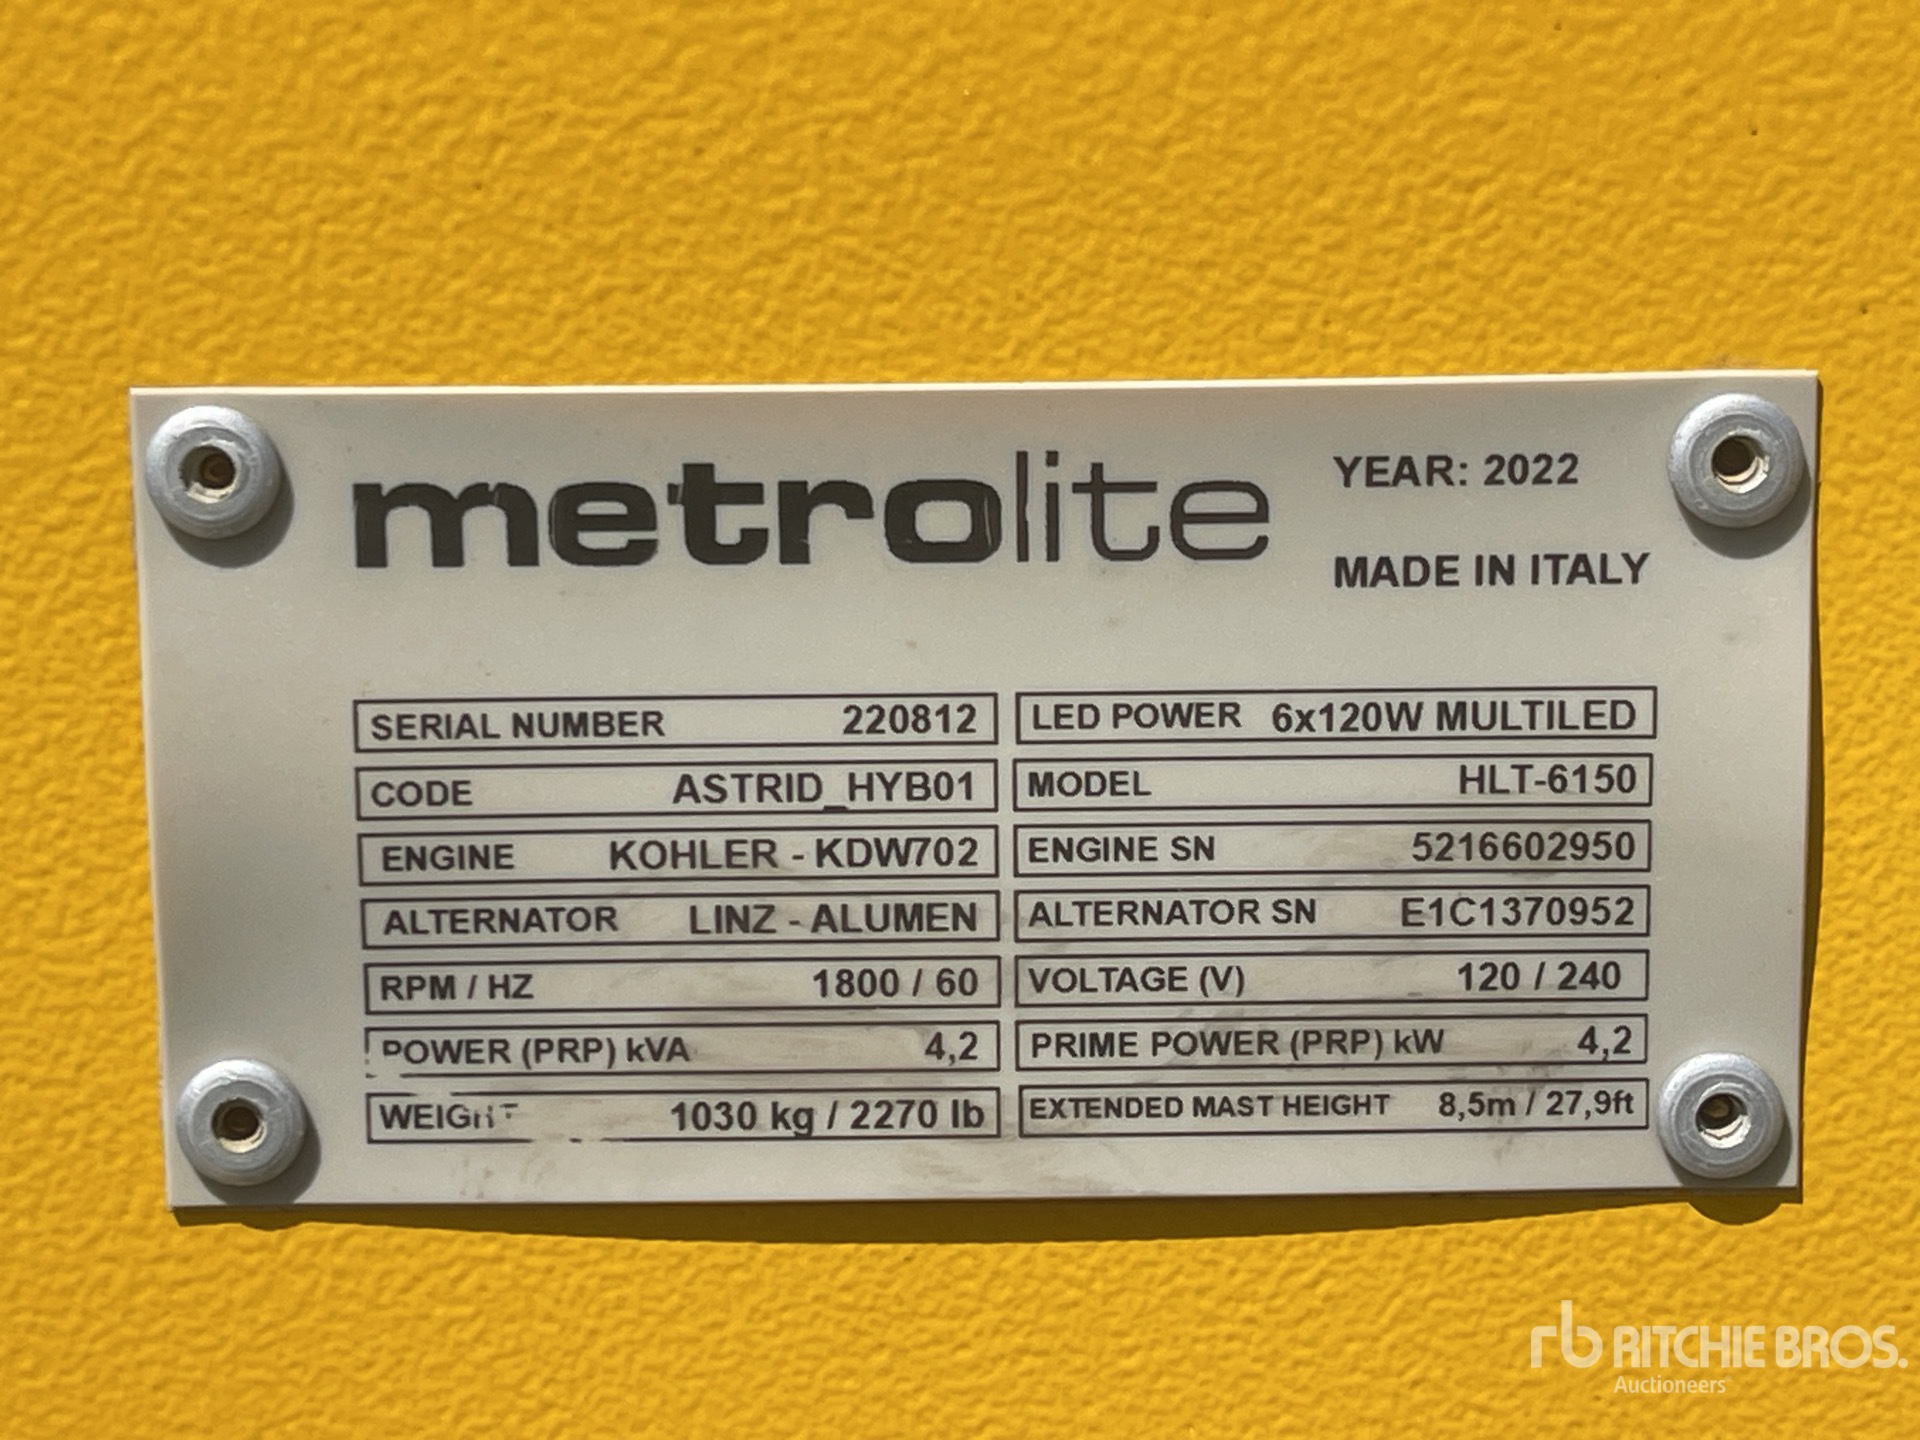 metrolite
YEAR: 2022
MADE IN ITALY
SERIAL NUMBER 220812
LED POWER 6x120W MULTILED
CODE ASTRID_HYB01
MODEL HLT-6150
ENGINE KOHLER - KDW702
ENGINE SN 5216602950
ALTERNATOR LINZ - ALUMEN
ALTERNATOR SN E1C1370952
RPM / HZ 1800 / 60
VOLTAGE (V) 120 / 240
POWER (PRP) kVA 4,2
PRIME POWER (PRP) kW 4,2
WEIGHT 1030 kg / 2270 lb
EXTENDED MAST HEIGHT 8,5m / 27,9ft
rb RITCHIE BROS.
Auctioneers